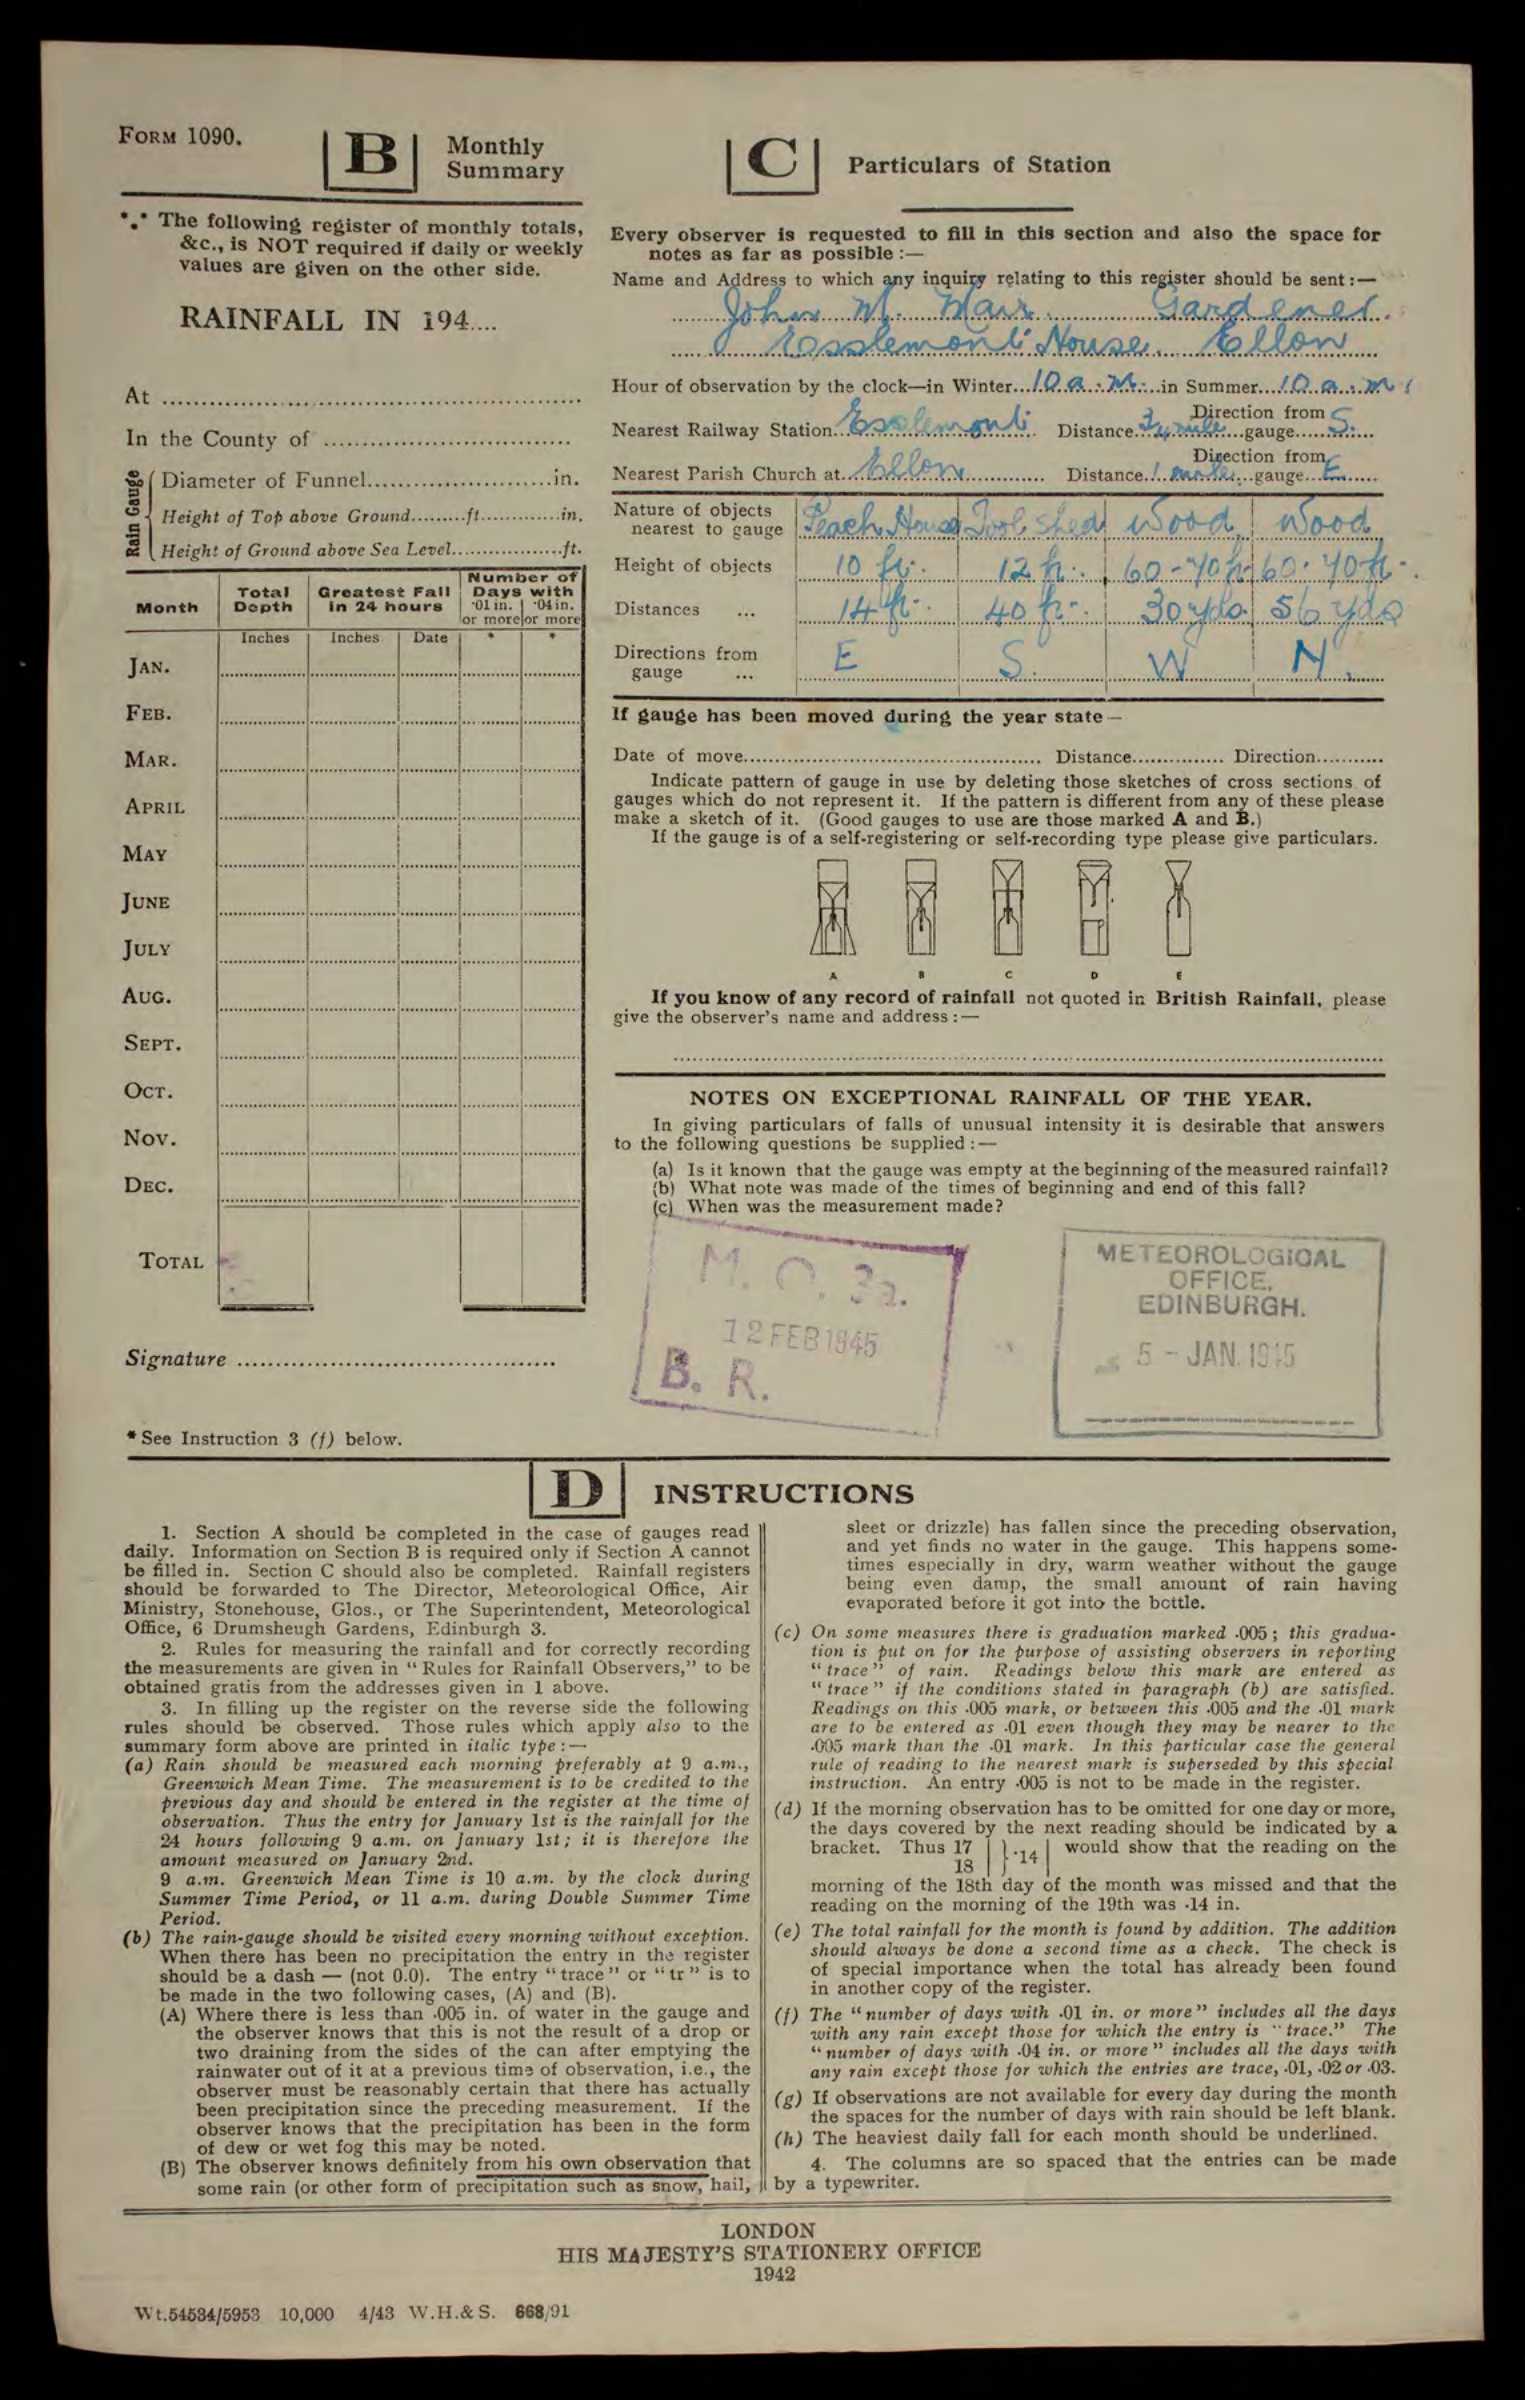 FORM 1090.
B
Monthly
Summary
*.* The following register of monthly totals,
&c., is NOT required if daily or weekly
values are given on the other side.
RAINFALL IN 194....
At
In the County of
Rain Gauge
Diameter of Funnel in.
Height of Top above Ground ft. in.
Height of Ground above Sea Level ft.
Month Total Depth Greatest Fall in 24 hours Number of Days with
·01 in. or more ·04 in. or more
Inches Inches Date * *
JAN.
FEB.
MAR.
APRIL
MAY
JUNE
JULY
AUG.
SEPT.
OCT.
NOV.
DEC.
TOTAL
Signature
* See Instruction 3 (f) below.
C
Particulars of Station
Every observer is requested to fill in this section and also the space for
notes as far as possible :—
Name and Address to which any inquiry relating to this register should be sent :—
John M. Mair. Gardener.
Esslemont House Ellon
Hour of observation by the clock—in Winter 10 a.m. in Summer 10 a.m.
Nearest Railway Station Esslemont Distance 3/4 mile Direction from gauge S.
Nearest Parish Church at Ellon Distance 1 mile Direction from gauge E
Nature of objects nearest to gauge Peach House Tool Shed Wood Wood
Height of objects 10 ft. 12 ft. 60-70 ft 60-70 ft.
Distances ... 14 ft. 40 ft. 30 yds 56 yds
Directions from gauge ... E S. W N.
If gauge has been moved during the year state—
Date of move Distance Direction
Indicate pattern of gauge in use by deleting those sketches of cross sections of
gauges which do not represent it. If the pattern is different from any of these please
make a sketch of it. (Good gauges to use are those marked A and B.)
If the gauge is of a self-registering or self-recording type please give particulars.
A B C D E
If you know of any record of rainfall not quoted in British Rainfall, please
give the observer's name and address :—
NOTES ON EXCEPTIONAL RAINFALL OF THE YEAR.
In giving particulars of falls of unusual intensity it is desirable that answers
to the following questions be supplied :—
(a) Is it known that the gauge was empty at the beginning of the measured rainfall?
(b) What note was made of the times of beginning and end of this fall?
(c) When was the measurement made?
M. O. 3a.
12 FEB 1945
B. R.
METEOROLOGICAL
OFFICE,
EDINBURGH.
5 - JAN. 1945
D
INSTRUCTIONS
1. Section A should be completed in the case of gauges read
daily. Information on Section B is required only if Section A cannot
be filled in. Section C should also be completed. Rainfall registers
should be forwarded to The Director, Meteorological Office, Air
Ministry, Stonehouse, Glos., or The Superintendent, Meteorological
Office, 6 Drumsheugh Gardens, Edinburgh 3.
2. Rules for measuring the rainfall and for correctly recording
the measurements are given in “Rules for Rainfall Observers,” to be
obtained gratis from the addresses given in 1 above.
3. In filling up the register on the reverse side the following
rules should be observed. Those rules which apply also to the
summary form above are printed in italic type :—
(a) Rain should be measured each morning preferably at 9 a.m.,
Greenwich Mean Time. The measurement is to be credited to the
previous day and should be entered in the register at the time of
observation. Thus the entry for January 1st is the rainfall for the
24 hours following 9 a.m. on January 1st; it is therefore the
amount measured on January 2nd.
9 a.m. Greenwich Mean Time is 10 a.m. by the clock during
Summer Time Period, or 11 a.m. during Double Summer Time
Period.
(b) The rain-gauge should be visited every morning without exception.
When there has been no precipitation the entry in the register
should be a dash — (not 0.0). The entry “trace” or “tr” is to
be made in the two following cases, (A) and (B).
(A) Where there is less than .005 in. of water in the gauge and
the observer knows that this is not the result of a drop or
two draining from the sides of the can after emptying the
rainwater out of it at a previous time of observation, i.e., the
observer must be reasonably certain that there has actually
been precipitation since the preceding measurement. If the
observer knows that the precipitation has been in the form
of dew or wet fog this may be noted.
(B) The observer knows definitely from his own observation that
some rain (or other form of precipitation such as snow, hail,
sleet or drizzle) has fallen since the preceding observation,
and yet finds no water in the gauge. This happens some-
times especially in dry, warm weather without the gauge
being even damp, the small amount of rain having
evaporated before it got into the bottle.
(c) On some measures there is graduation marked .005; this gradua-
tion is put on for the purpose of assisting observers in reporting
“trace” of rain. Readings below this mark are entered as
“trace” if the conditions stated in paragraph (b) are satisfied.
Readings on this .005 mark, or between this .005 and the .01 mark
are to be entered as .01 even though they may be nearer to the
.005 mark than the .01 mark. In this particular case the general
rule of reading to the nearest mark is superseded by this special
instruction. An entry .005 is not to be made in the register.
(d) If the morning observation has to be omitted for one day or more,
the days covered by the next reading should be indicated by a
bracket. Thus 17 18 } ·14 would show that the reading on the
morning of the 18th day of the month was missed and that the
reading on the morning of the 19th was .14 in.
(e) The total rainfall for the month is found by addition. The addition
should always be done a second time as a check. The check is
of special importance when the total has already been found
in another copy of the register.
(f) The “number of days with .01 in. or more” includes all the days
with any rain except those for which the entry is “trace.” The
“number of days with .04 in. or more” includes all the days with
any rain except those for which the entries are trace, .01, .02 or .03.
(g) If observations are not available for every day during the month
the spaces for the number of days with rain should be left blank.
(h) The heaviest daily fall for each month should be underlined.
4. The columns are so spaced that the entries can be made
by a typewriter.
LONDON
HIS MAJESTY'S STATIONERY OFFICE
1942
Wt.54534/5953 10,000 4/43 W.H.& S. 668/91